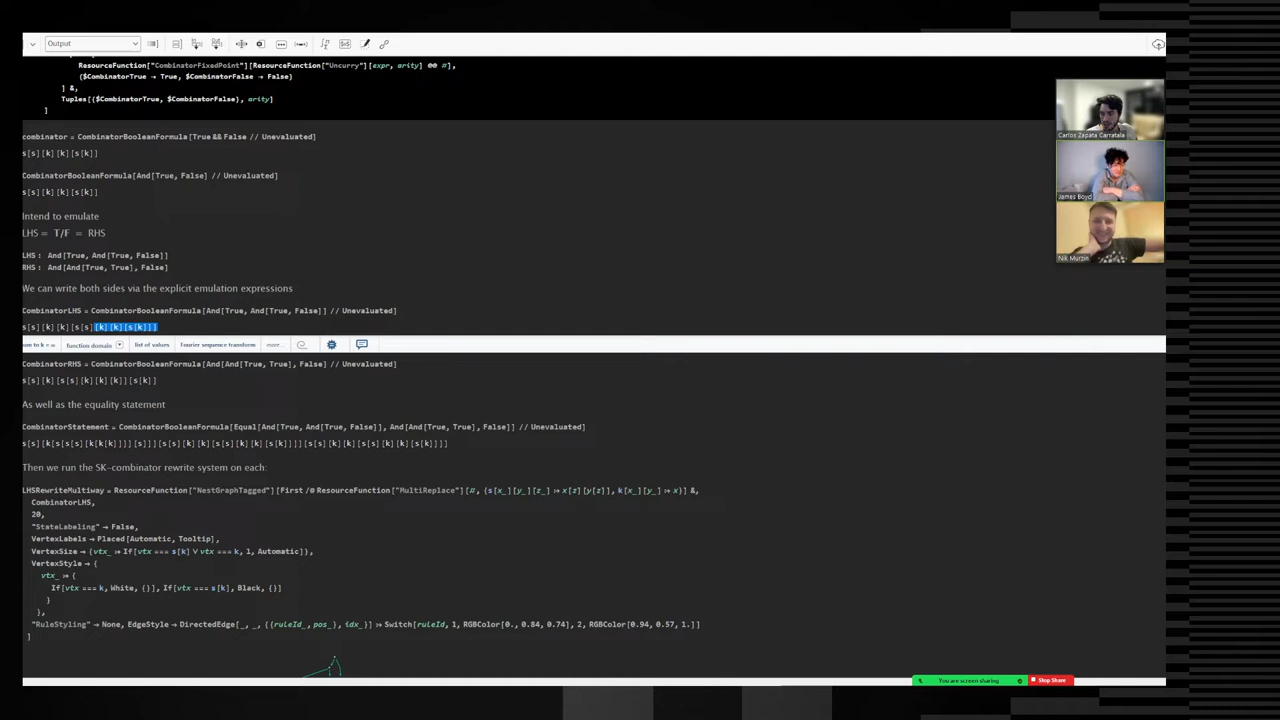 Output
ResourceFunction["CombinatorFixedPoint"][ResourceFunction["Uncurry"][expr, arity] @@ #],
{$CombinatorTrue → True, $CombinatorFalse → False}
] &,
Tuples[{$CombinatorTrue, $CombinatorFalse}, arity]
]
combinator = CombinatorBooleanFormula[True && False // Unevaluated]
s[s][k][k][s[k]]
CombinatorBooleanFormula[And[True, False] // Unevaluated]
s[s][k][k][s[k]]
Intend to emulate
LHS = T/F = RHS
LHS : And[True, And[True, False]]
RHS : And[And[True, True], False]
We can write both sides via the explicit emulation expressions
CombinatorLHS = CombinatorBooleanFormula[And[True, And[True, False]] // Unevaluated]
s[s][k][k][s[s][k][k][s[k]]]
um to k = ∞ function domain list of values Fourier sequence transform more...
CombinatorRHS = CombinatorBooleanFormula[And[And[True, True], False] // Unevaluated]
s[s][k][s[s][k][k][k]][s[k]]
As well as the equality statement
CombinatorStatement = CombinatorBooleanFormula[Equal[And[True, And[True, False]], And[And[True, True], False]] // Unevaluated]
Then we run the SK-combinator rewrite system on each:
LHSRewriteMultiway = ResourceFunction["NestGraphTagged"][First /@ ResourceFunction["MultiReplace"][#, {s[x_][y_][z_] ⧴ x[z][y[z]], k[x_][y_] ⧴ x}] &,
CombinatorLHS,
20,
"StateLabeling" → False,
VertexLabels → Placed[Automatic, Tooltip],
VertexSize → {vtx_ ⧴ If[vtx === s[k] ∨ vtx === k, 1, Automatic]},
VertexStyle → {
vtx_ ⧴ {
If[vtx === k, White, {}], If[vtx === s[k], Black, {}]
}
},
"RuleStyling" → None, EdgeStyle → DirectedEdge[_, _, {{ruleId_, pos_}, idx_}] ⧴ Switch[ruleId, 1, RGBColor[0., 0.84, 0.74], 2, RGBColor[0.94, 0.57, 1.]]
]
Carlos Zapata Carratala
James Boyd
Nik Murzin
You are screen sharing Stop Share